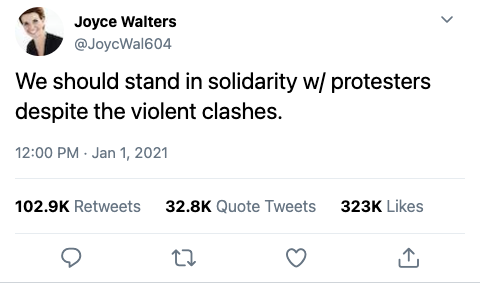 Joyce Walters
@JoycWal604
We should stand in solidarity w/ protesters
despite the violent clashes.
12:00 PM · Jan 1, 2021
102.9K Retweets 32.8K Quote Tweets 323K Likes